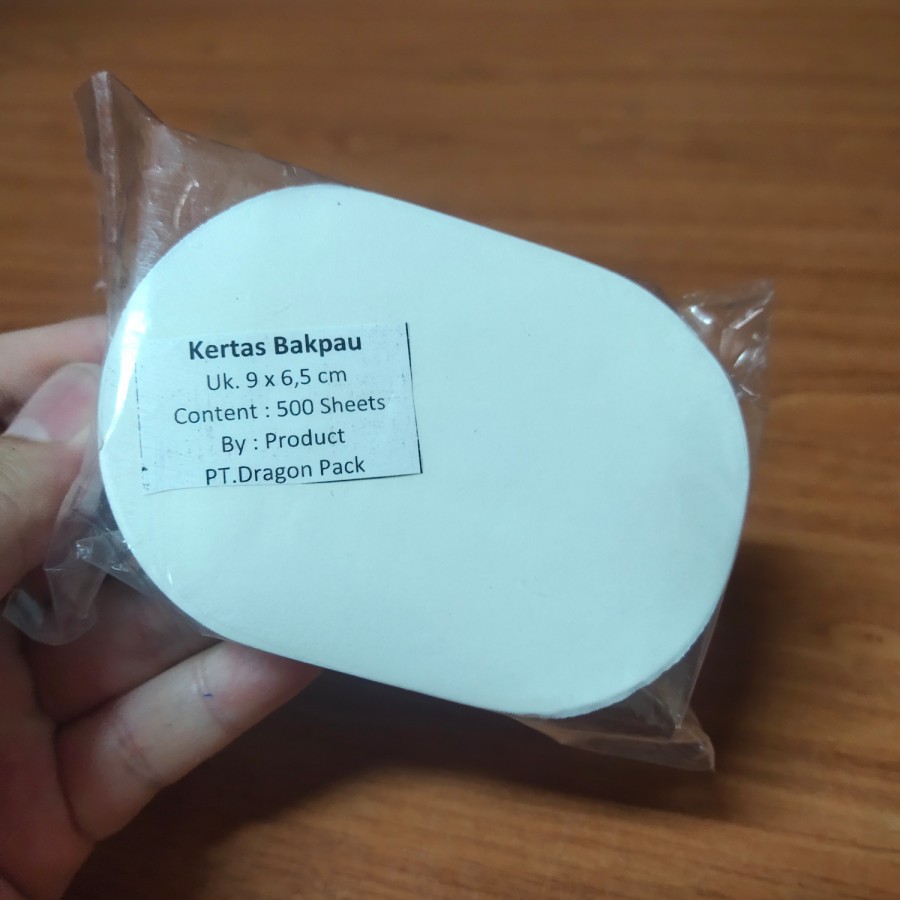 Kertas Bakpau
Uk. 9 x 6,5 cm
Content : 500 Sheets
By : Product
PT.Dragon Pack